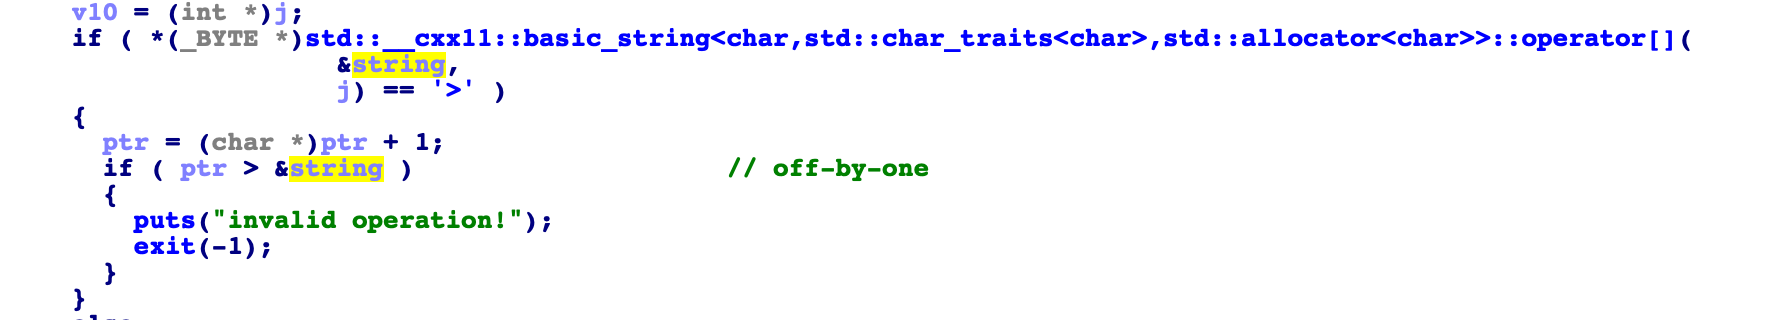 v10 = (int *)j;
if ( *(_BYTE *)std::__cxx11::basic_string<char,std::char_traits<char>,std::allocator<char>>::operator[](
&string,
j) == '>' )
{
ptr = (char *)ptr + 1;
if ( ptr > &string ) // off-by-one
{
puts("invalid operation!");
exit(-1);
}
}